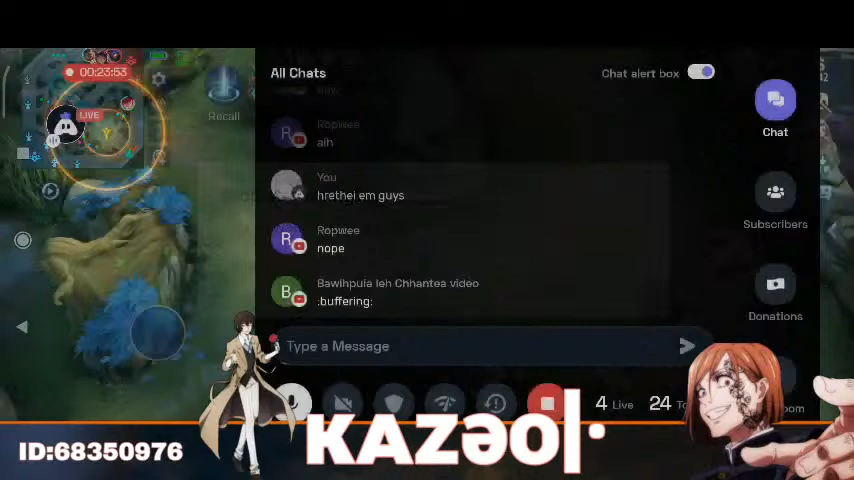 00:23:53
LIVE
Recall
All Chats
Chat alert box
Chat
Ropwee
aih
You
hrethei em guys
Subscribers
Ropwee
nope
Bawihpuia leh Chhantea video
:buffering:
Donations
Type a Message
4 Live
24
KAZƏO
ID:68350976